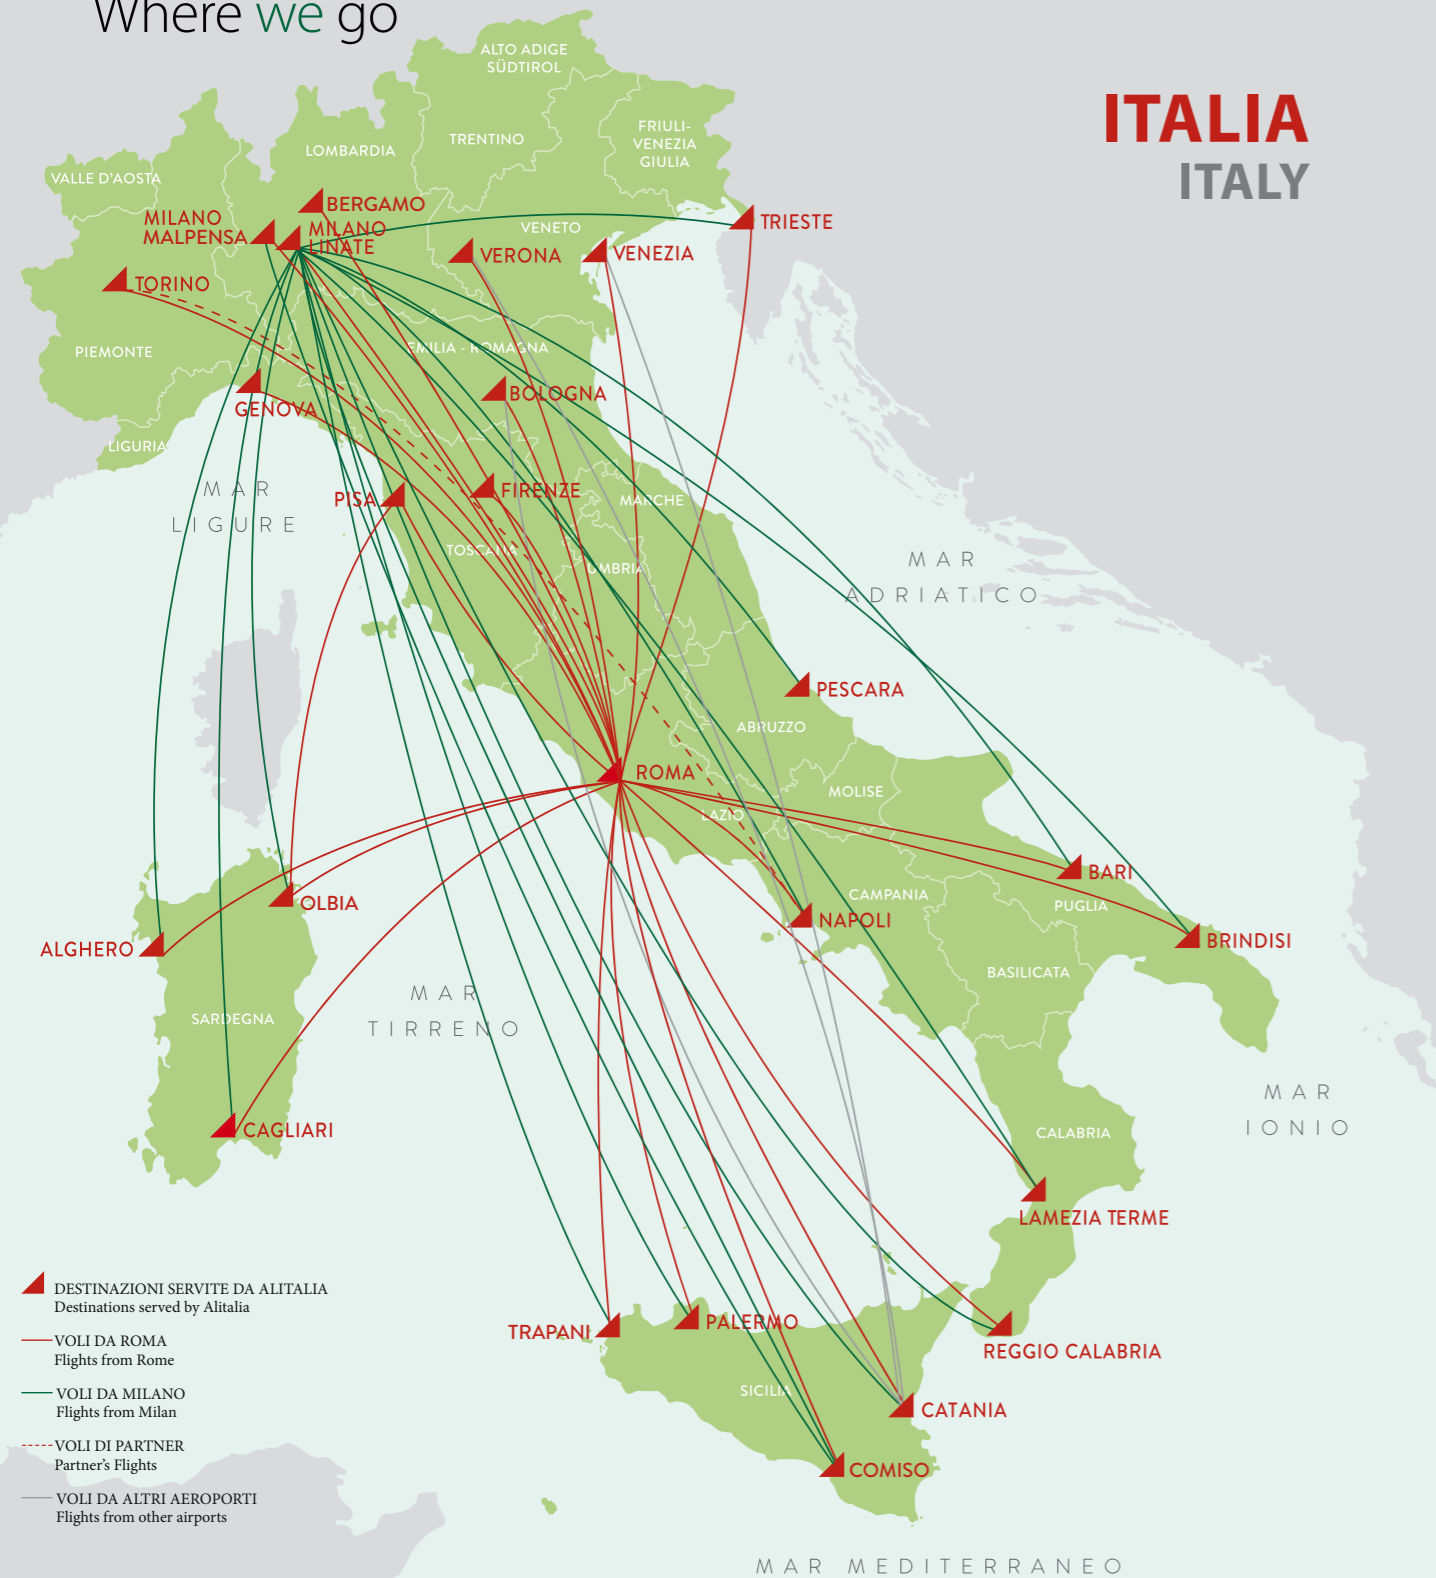 Where we go
ITALIA
ITALY
ALTO ADIGE
SÜDTIROL
TRENTINO
FRIULI-
VENEZIA
GIULIA
LOMBARDIA
VALLE D'AOSTA
BERGAMO
MILANO
MALPENSA
MILANO
LINATE
VENETO
TRIESTE
VERONA
VENEZIA
TORINO
PIEMONTE
EMILIA - ROMAGNA
BOLOGNA
GENOVA
LIGURIA
MAR
LIGURE
PISA
FIRENZE
MARCHE
TOSCANA
UMBRIA
MAR
ADRIATICO
PESCARA
ABRUZZO
ROMA
MOLISE
LAZIO
BARI
CAMPANIA
PUGLIA
NAPOLI
BRINDISI
OLBIA
ALGHERO
BASILICATA
MAR
TIRRENO
SARDEGNA
MAR
IONIO
CAGLIARI
CALABRIA
LAMEZIA TERME
TRAPANI
PALERMO
REGGIO CALABRIA
SICILIA
CATANIA
COMISO
DESTINAZIONI SERVITE DA ALITALIA
Destinations served by Alitalia
VOLI DA ROMA
Flights from Rome
VOLI DA MILANO
Flights from Milan
VOLI DI PARTNER
Partner's Flights
VOLI DA ALTRI AEROPORTI
Flights from other airports
MAR MEDITERRANEO